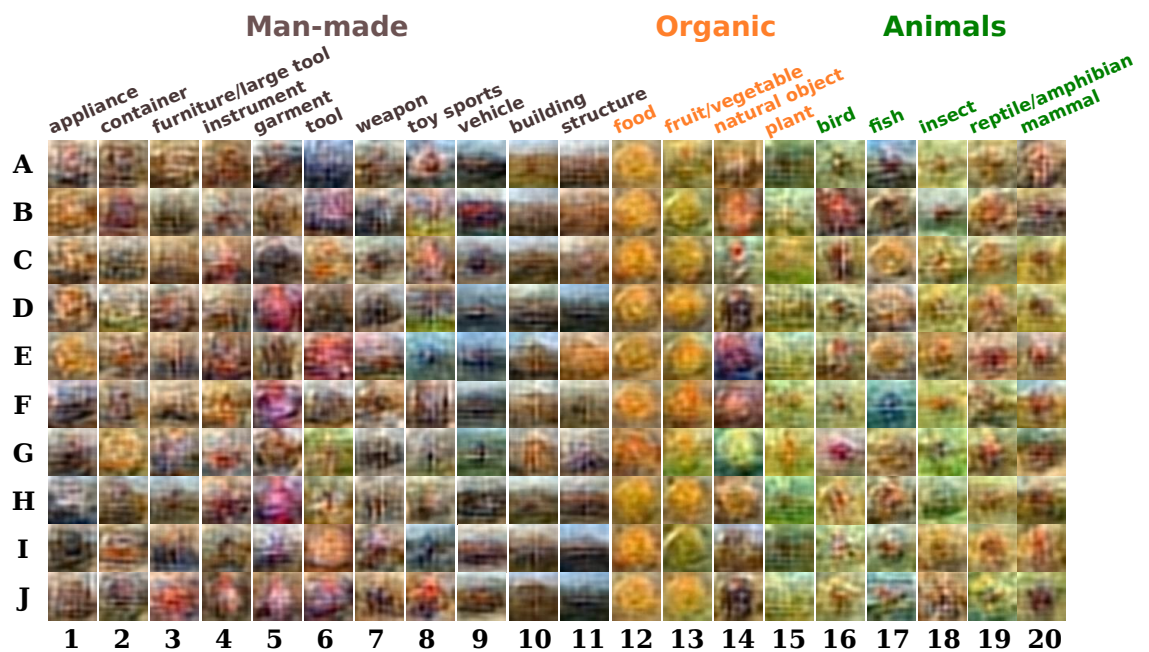 Man-made Organic Animals
appliance container furniture/large tool instrument garment tool weapon toy sports vehicle building structure food fruit/vegetable natural object plant bird fish insect reptile/amphibian mammal
A
B
C
D
E
F
G
H
I
J
1 2 3 4 5 6 7 8 9 10 11 12 13 14 15 16 17 18 19 20